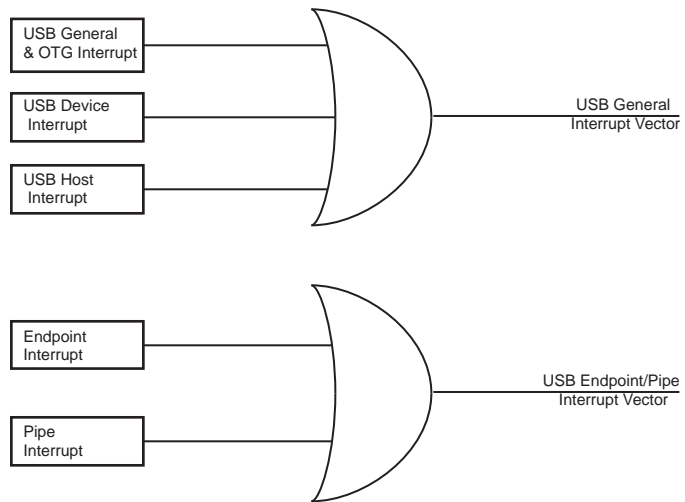 USB General
& OTG Interrupt
USB Device
Interrupt
USB Host
Interrupt
USB General
Interrupt Vector
Endpoint
Interrupt
Pipe
Interrupt
USB Endpoint/Pipe
Interrupt Vector